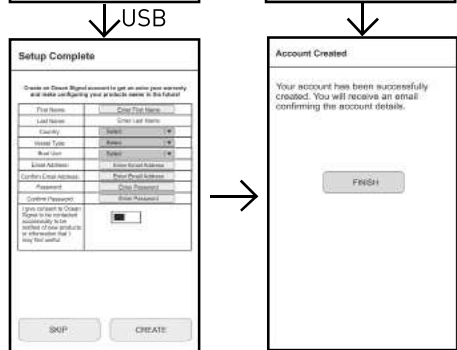 USB
Setup Complete
Create an Ocean Signal account to get an extra year warranty
and make configuring your products easier in the future!
First Name
Enter First Name
Last Name
Enter Last Name
Country
Select
Vessel Type
Select
Boat Use
Select
Email Address
Enter Email Address
Confirm Email Address
Enter Email Address
Password
Enter Password
Confirm Password
Enter Password
I give consent to Ocean
Signal to be contacted
occasionally to be
notified of new products
or information that I
may find useful
SKIP
CREATE
Account Created
Your account has been successfully
created. You will receive an email
confirming the account details.
FINISH